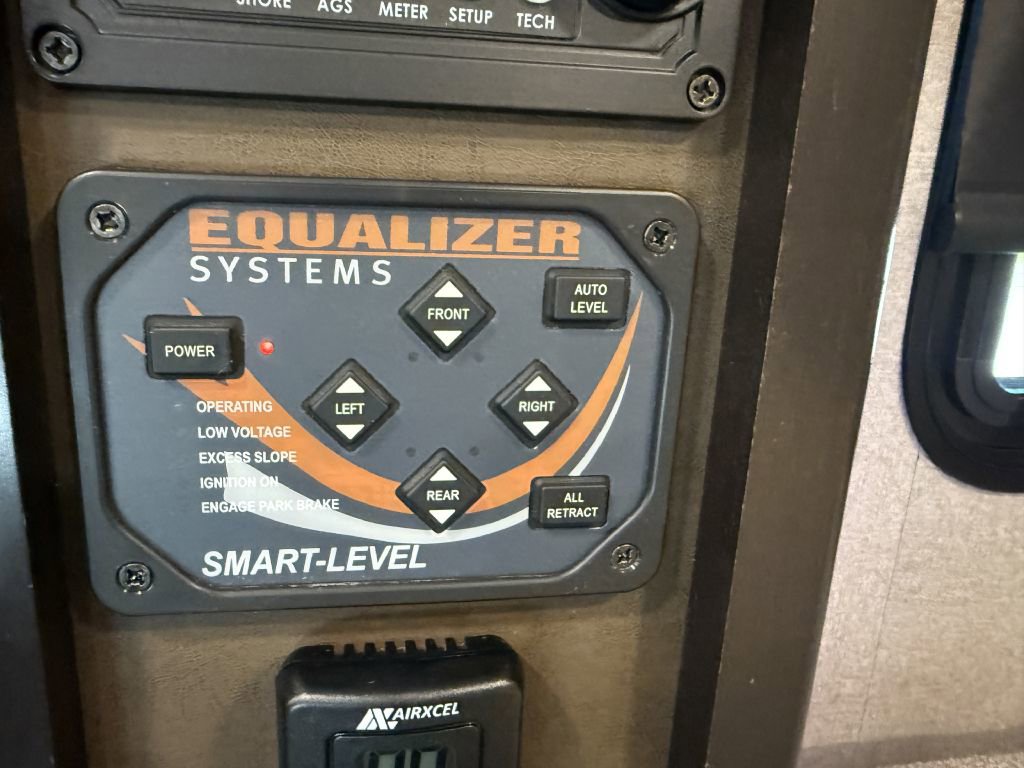 SHORE AGS METER SETUP TECH
EQUALIZER
SYSTEMS
AUTO
LEVEL
FRONT
POWER
LEFT
RIGHT
OPERATING
LOW VOLTAGE
EXCESS SLOPE
IGNITION ON
ENGAGE PARK BRAKE
REAR
ALL
RETRACT
SMART-LEVEL
AIRXCEL